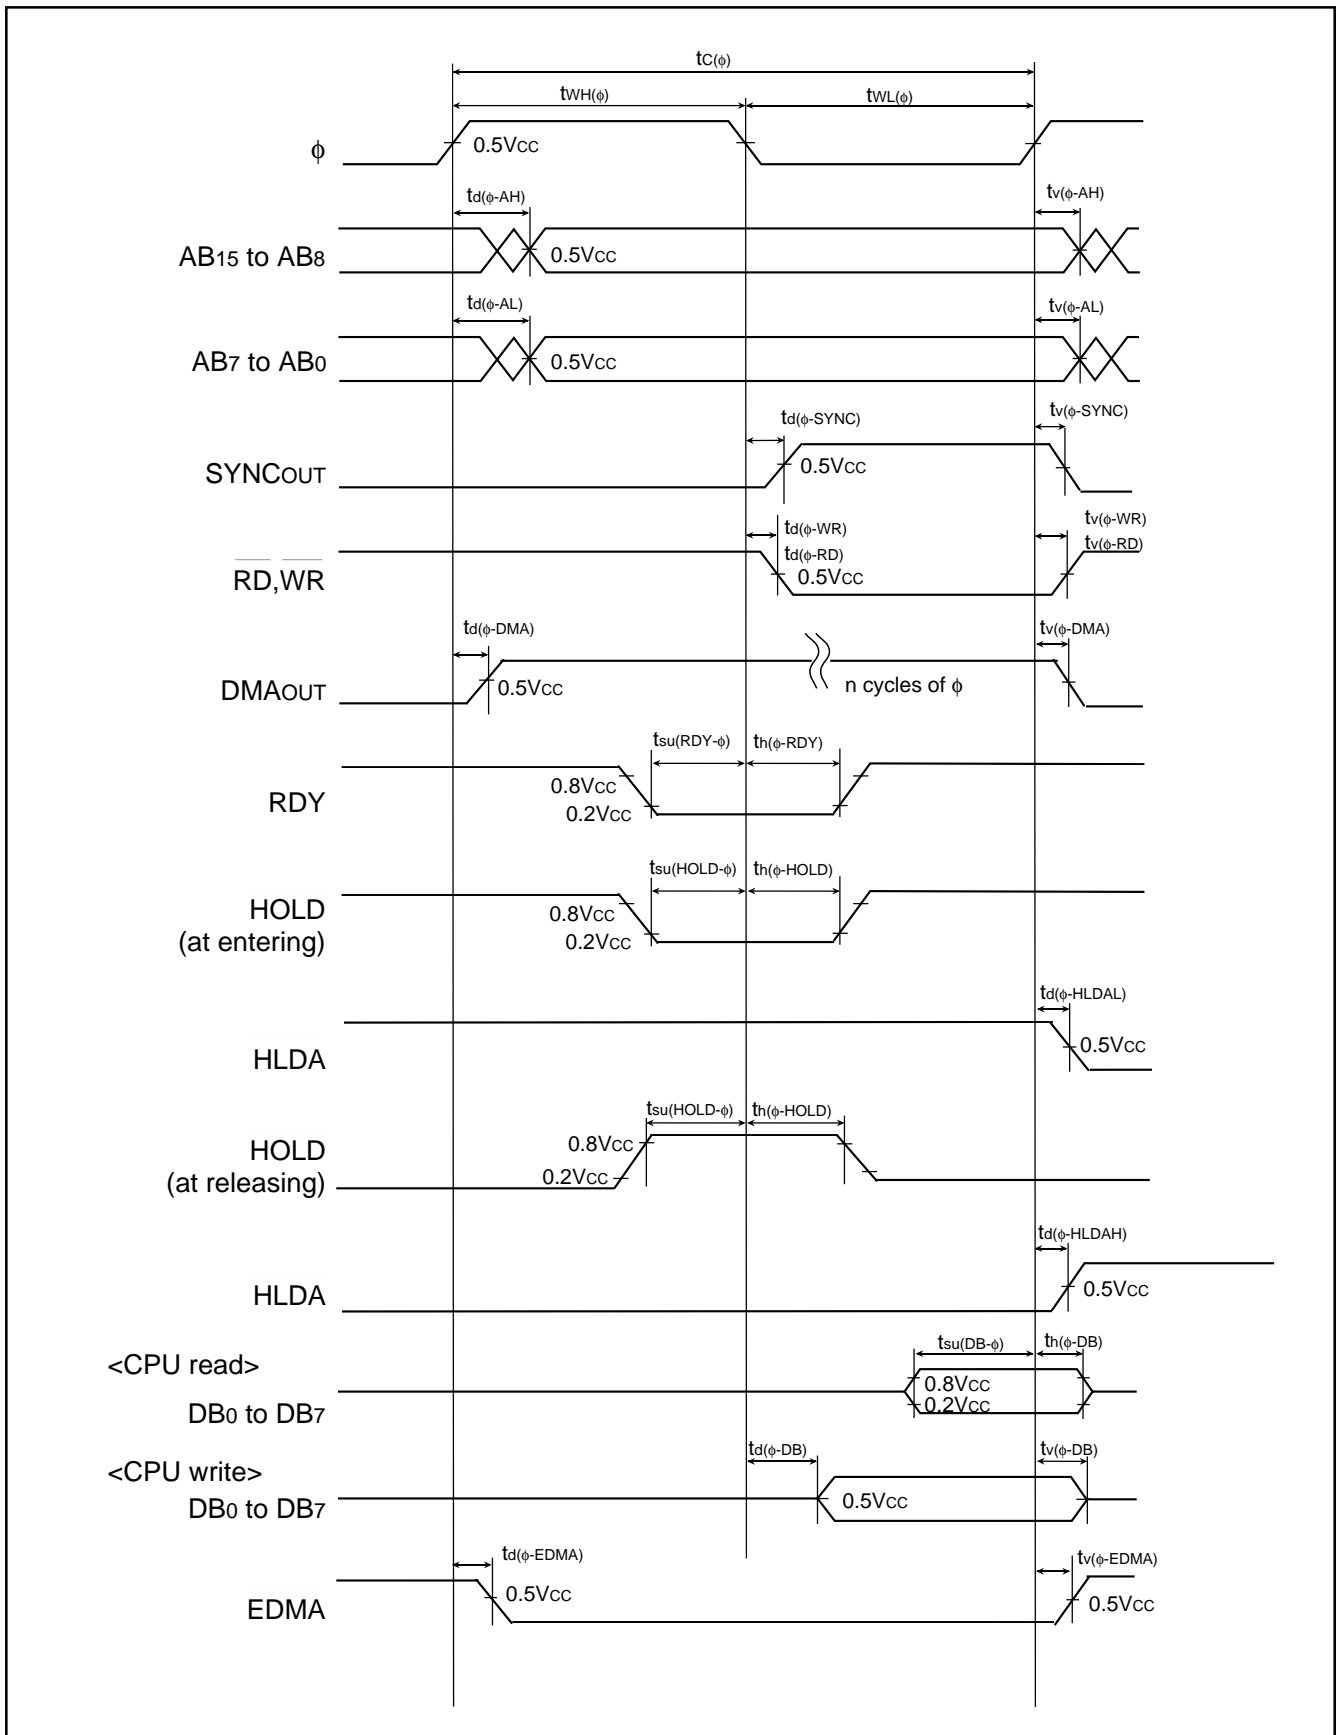 tC(ϕ)
tWH(ϕ) tWL(ϕ)
ϕ 0.5VCC
td(ϕ-AH) tv(ϕ-AH)
AB15 to AB8 0.5VCC
td(ϕ-AL) tv(ϕ-AL)
AB7 to AB0 0.5VCC
td(ϕ-SYNC) tv(ϕ-SYNC)
SYNCOUT 0.5VCC
td(ϕ-WR) tv(ϕ-WR)
td(ϕ-RD) tv(ϕ-RD)
RD,WR 0.5VCC
td(ϕ-DMA) tv(ϕ-DMA)
DMAOUT 0.5VCC n cycles of ϕ
tsu(RDY-ϕ) th(ϕ-RDY)
0.8VCC
RDY 0.2VCC
tsu(HOLD-ϕ) th(ϕ-HOLD)
HOLD 0.8VCC
(at entering) 0.2VCC
td(ϕ-HLDAL)
HLDA 0.5VCC
tsu(HOLD-ϕ) th(ϕ-HOLD)
HOLD 0.8VCC
(at releasing) 0.2VCC
td(ϕ-HLDAH)
HLDA 0.5VCC
tsu(DB-ϕ) th(ϕ-DB)
<CPU read> 0.8VCC
DB0 to DB7 0.2VCC
td(ϕ-DB) tv(ϕ-DB)
<CPU write>
DB0 to DB7 0.5VCC
td(ϕ-EDMA) tv(ϕ-EDMA)
EDMA 0.5VCC 0.5VCC